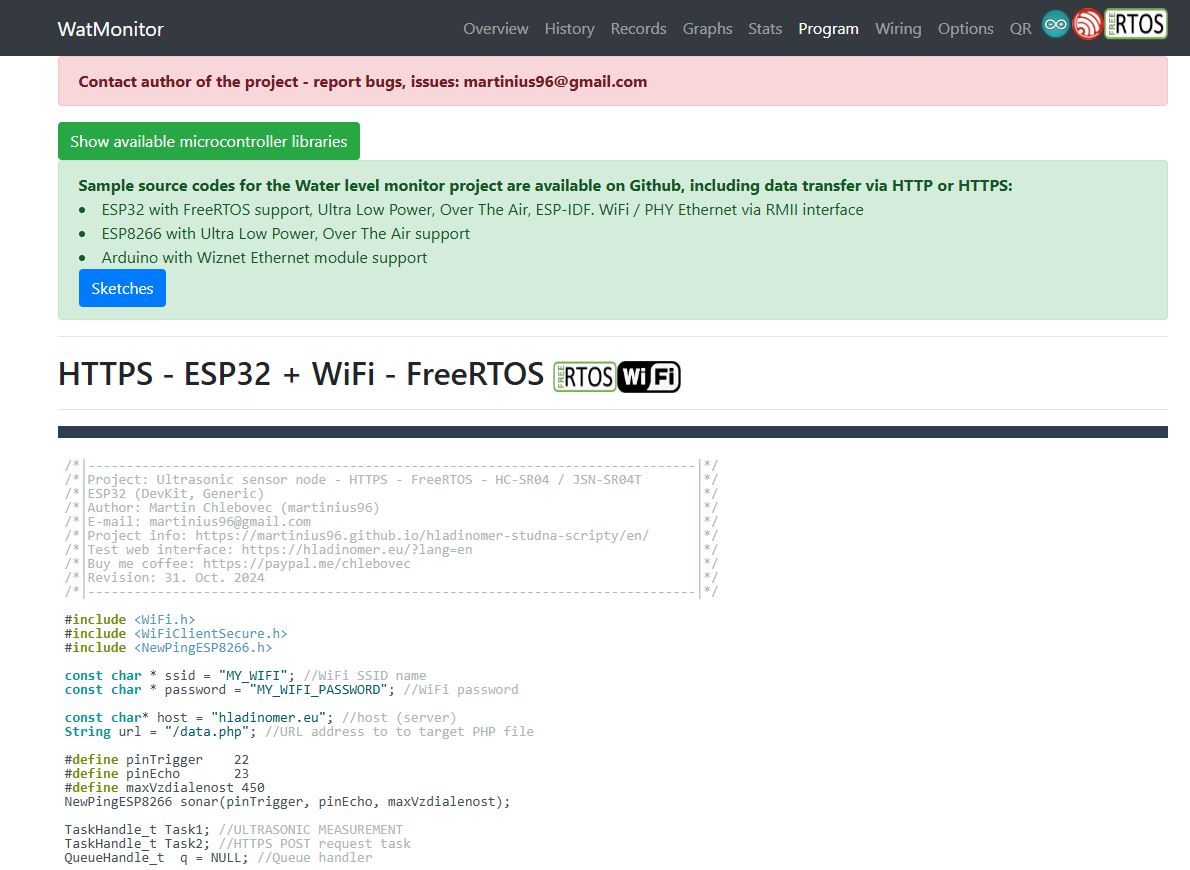 WatMonitor
Overview History Records Graphs Stats Program Wiring Options QR FREE RTOS
Contact author of the project - report bugs, issues: martinius96@gmail.com
Show available microcontroller libraries
Sample source codes for the Water level monitor project are available on Github, including data transfer via HTTP or HTTPS:
• ESP32 with FreeRTOS support, Ultra Low Power, Over The Air, ESP-IDF. WiFi / PHY Ethernet via RMII interface
• ESP8266 with Ultra Low Power, Over The Air support
• Arduino with Wiznet Ethernet module support
Sketches
HTTPS - ESP32 + WiFi - FreeRTOS FREE RTOS Wi Fi
/*|-------------------------------------------------------------------------------|*/
/*|Project: Ultrasonic sensor node - HTTPS - FreeRTOS - HC-SR04 / JSN-SR04T |*/
/*|ESP32 (DevKit, Generic) |*/
/*|Author: Martin Chlebovec (martinius96) |*/
/*|E-mail: martinius96@gmail.com |*/
/*|Project info: https://martinius96.github.io/hladinomer-studna-scripty/en/ |*/
/*|Test web interface: https://hladinomer.eu/?lang=en |*/
/*|Buy me coffee: https://paypal.me/chlebovec |*/
/*|Revision: 31. Oct. 2024 |*/
/*|-------------------------------------------------------------------------------|*/
#include <WiFi.h>
#include <WiFiClientSecure.h>
#include <NewPingESP8266.h>
const char * ssid = "MY_WIFI"; //WiFi SSID name
const char * password = "MY_WIFI_PASSWORD"; //WiFi password
const char* host = "hladinomer.eu"; //host (server)
String url = "/data.php"; //URL address to to target PHP file
#define pinTrigger 22
#define pinEcho 23
#define maxVzdialenost 450
NewPingESP8266 sonar(pinTrigger, pinEcho, maxVzdialenost);
TaskHandle_t Task1; //ULTRASONIC MEASUREMENT
TaskHandle_t Task2; //HTTPS POST request task
QueueHandle_t q = NULL; //Queue handler